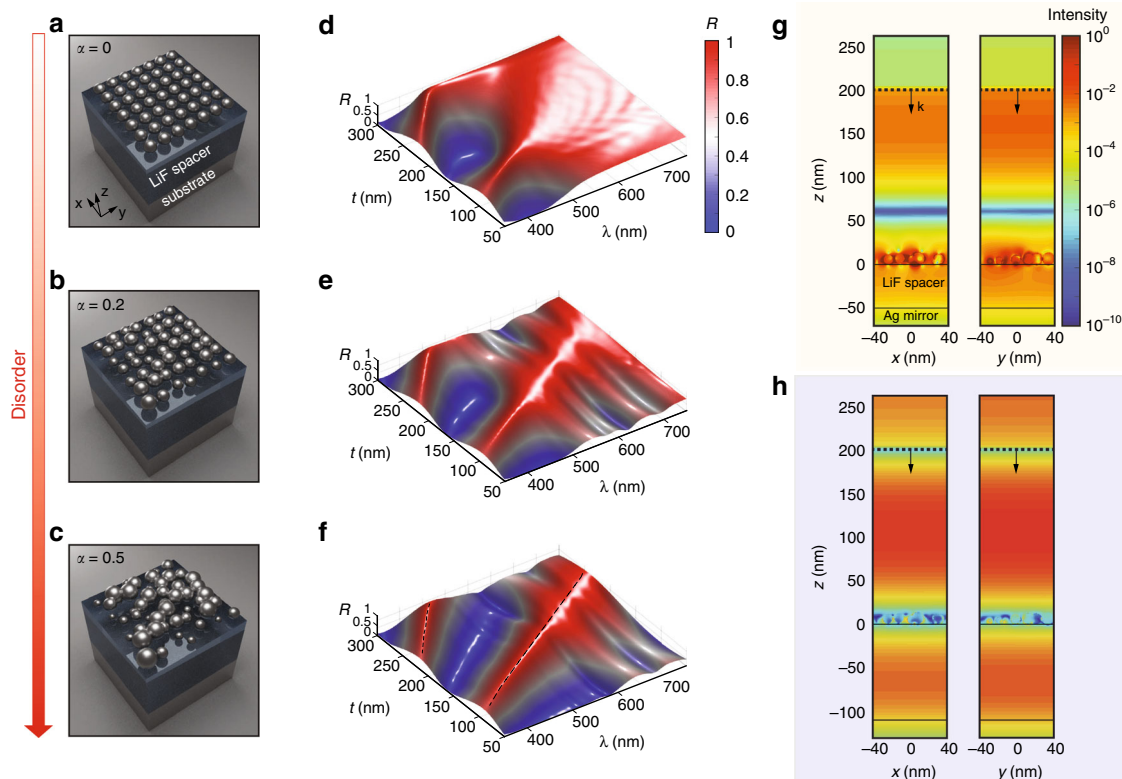 Disorder
a
α = 0
LiF spacer
substrate
x
z
y
b
α = 0.2
c
α = 0.5
d
R
1
0.5
0
300
250
200
150
100
50
t (nm)
400
500
600
700
λ (nm)
R
1
0.8
0.6
0.4
0.2
0
e
R
1
0.5
0
300
250
200
150
100
50
t (nm)
400
500
600
700
λ (nm)
f
R
1
0.5
0
300
250
200
150
100
50
t (nm)
400
500
600
700
λ (nm)
g
Intensity
250
200
150
100
50
0
−50
z (nm)
k
LiF spacer
Ag mirror
−40 0 40
x (nm)
−40 0 40
y (nm)
10⁰
10⁻²
10⁻⁴
10⁻⁶
10⁻⁸
10⁻¹⁰
h
250
200
150
100
50
0
−50
−100
z (nm)
−40 0 40
x (nm)
−40 0 40
y (nm)